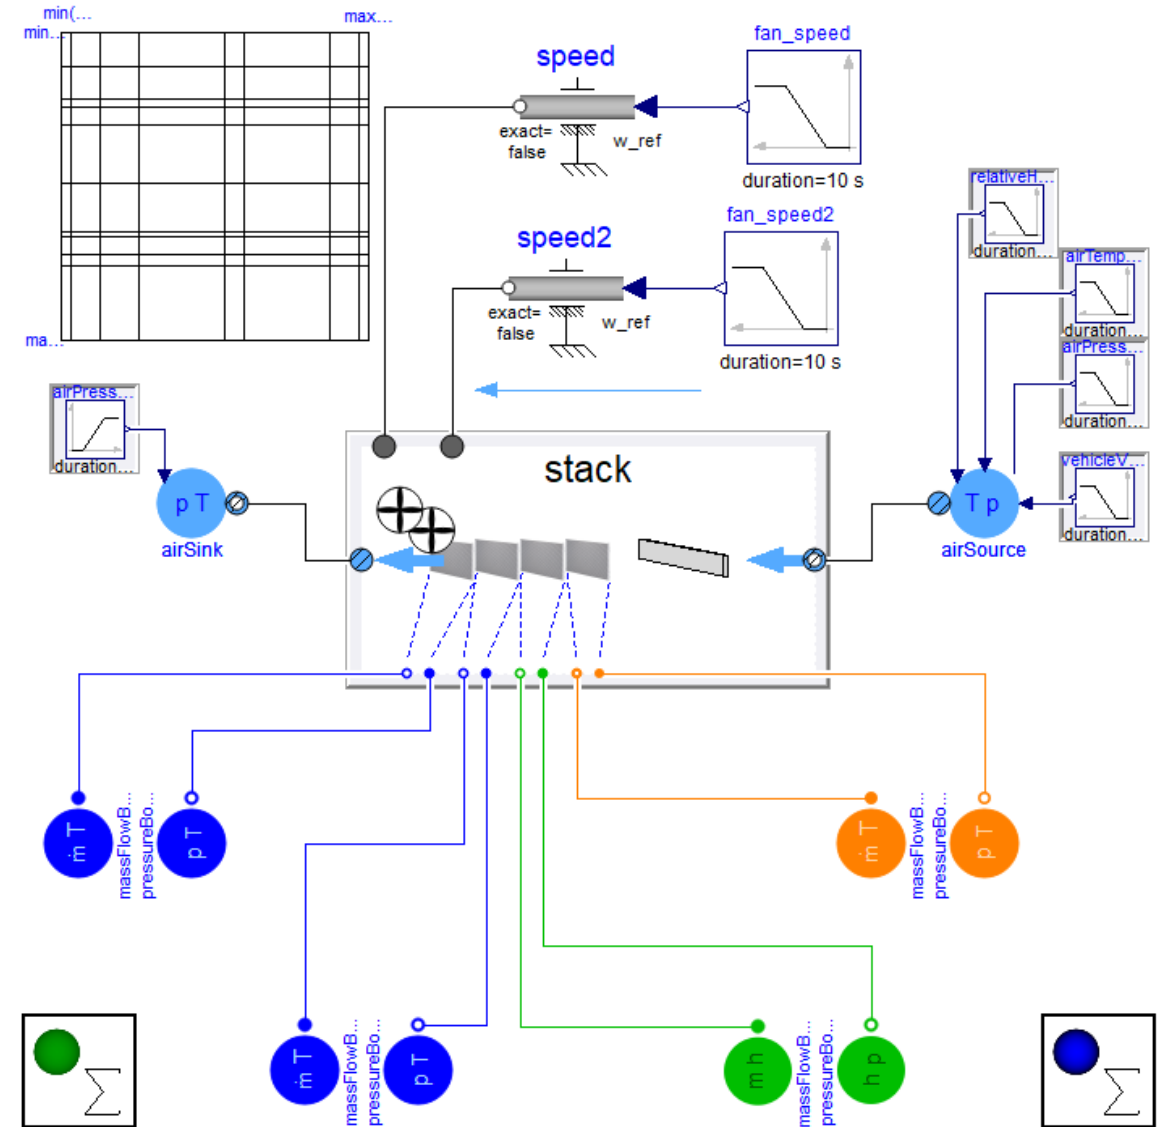 min(...
max...
min...
ma...
fan_speed
speed
exact=
false
w_ref
duration=10 s
fan_speed2
speed2
exact=
false
w_ref
duration=10 s
relativeH...
duration...
airTemp...
duration...
airPress...
duration...
vehicleV...
duration...
airPress...
duration...
p T
airSink
stack
T p
airSource
ṁ T
massFlowB...
pressureBo...
p T
ṁ T
massFlowB...
pressureBo...
p T
ṁ T
massFlowB...
pressureBo...
p T
ṁ h
massFlowB...
pressureBo...
h p
Σ
Σ